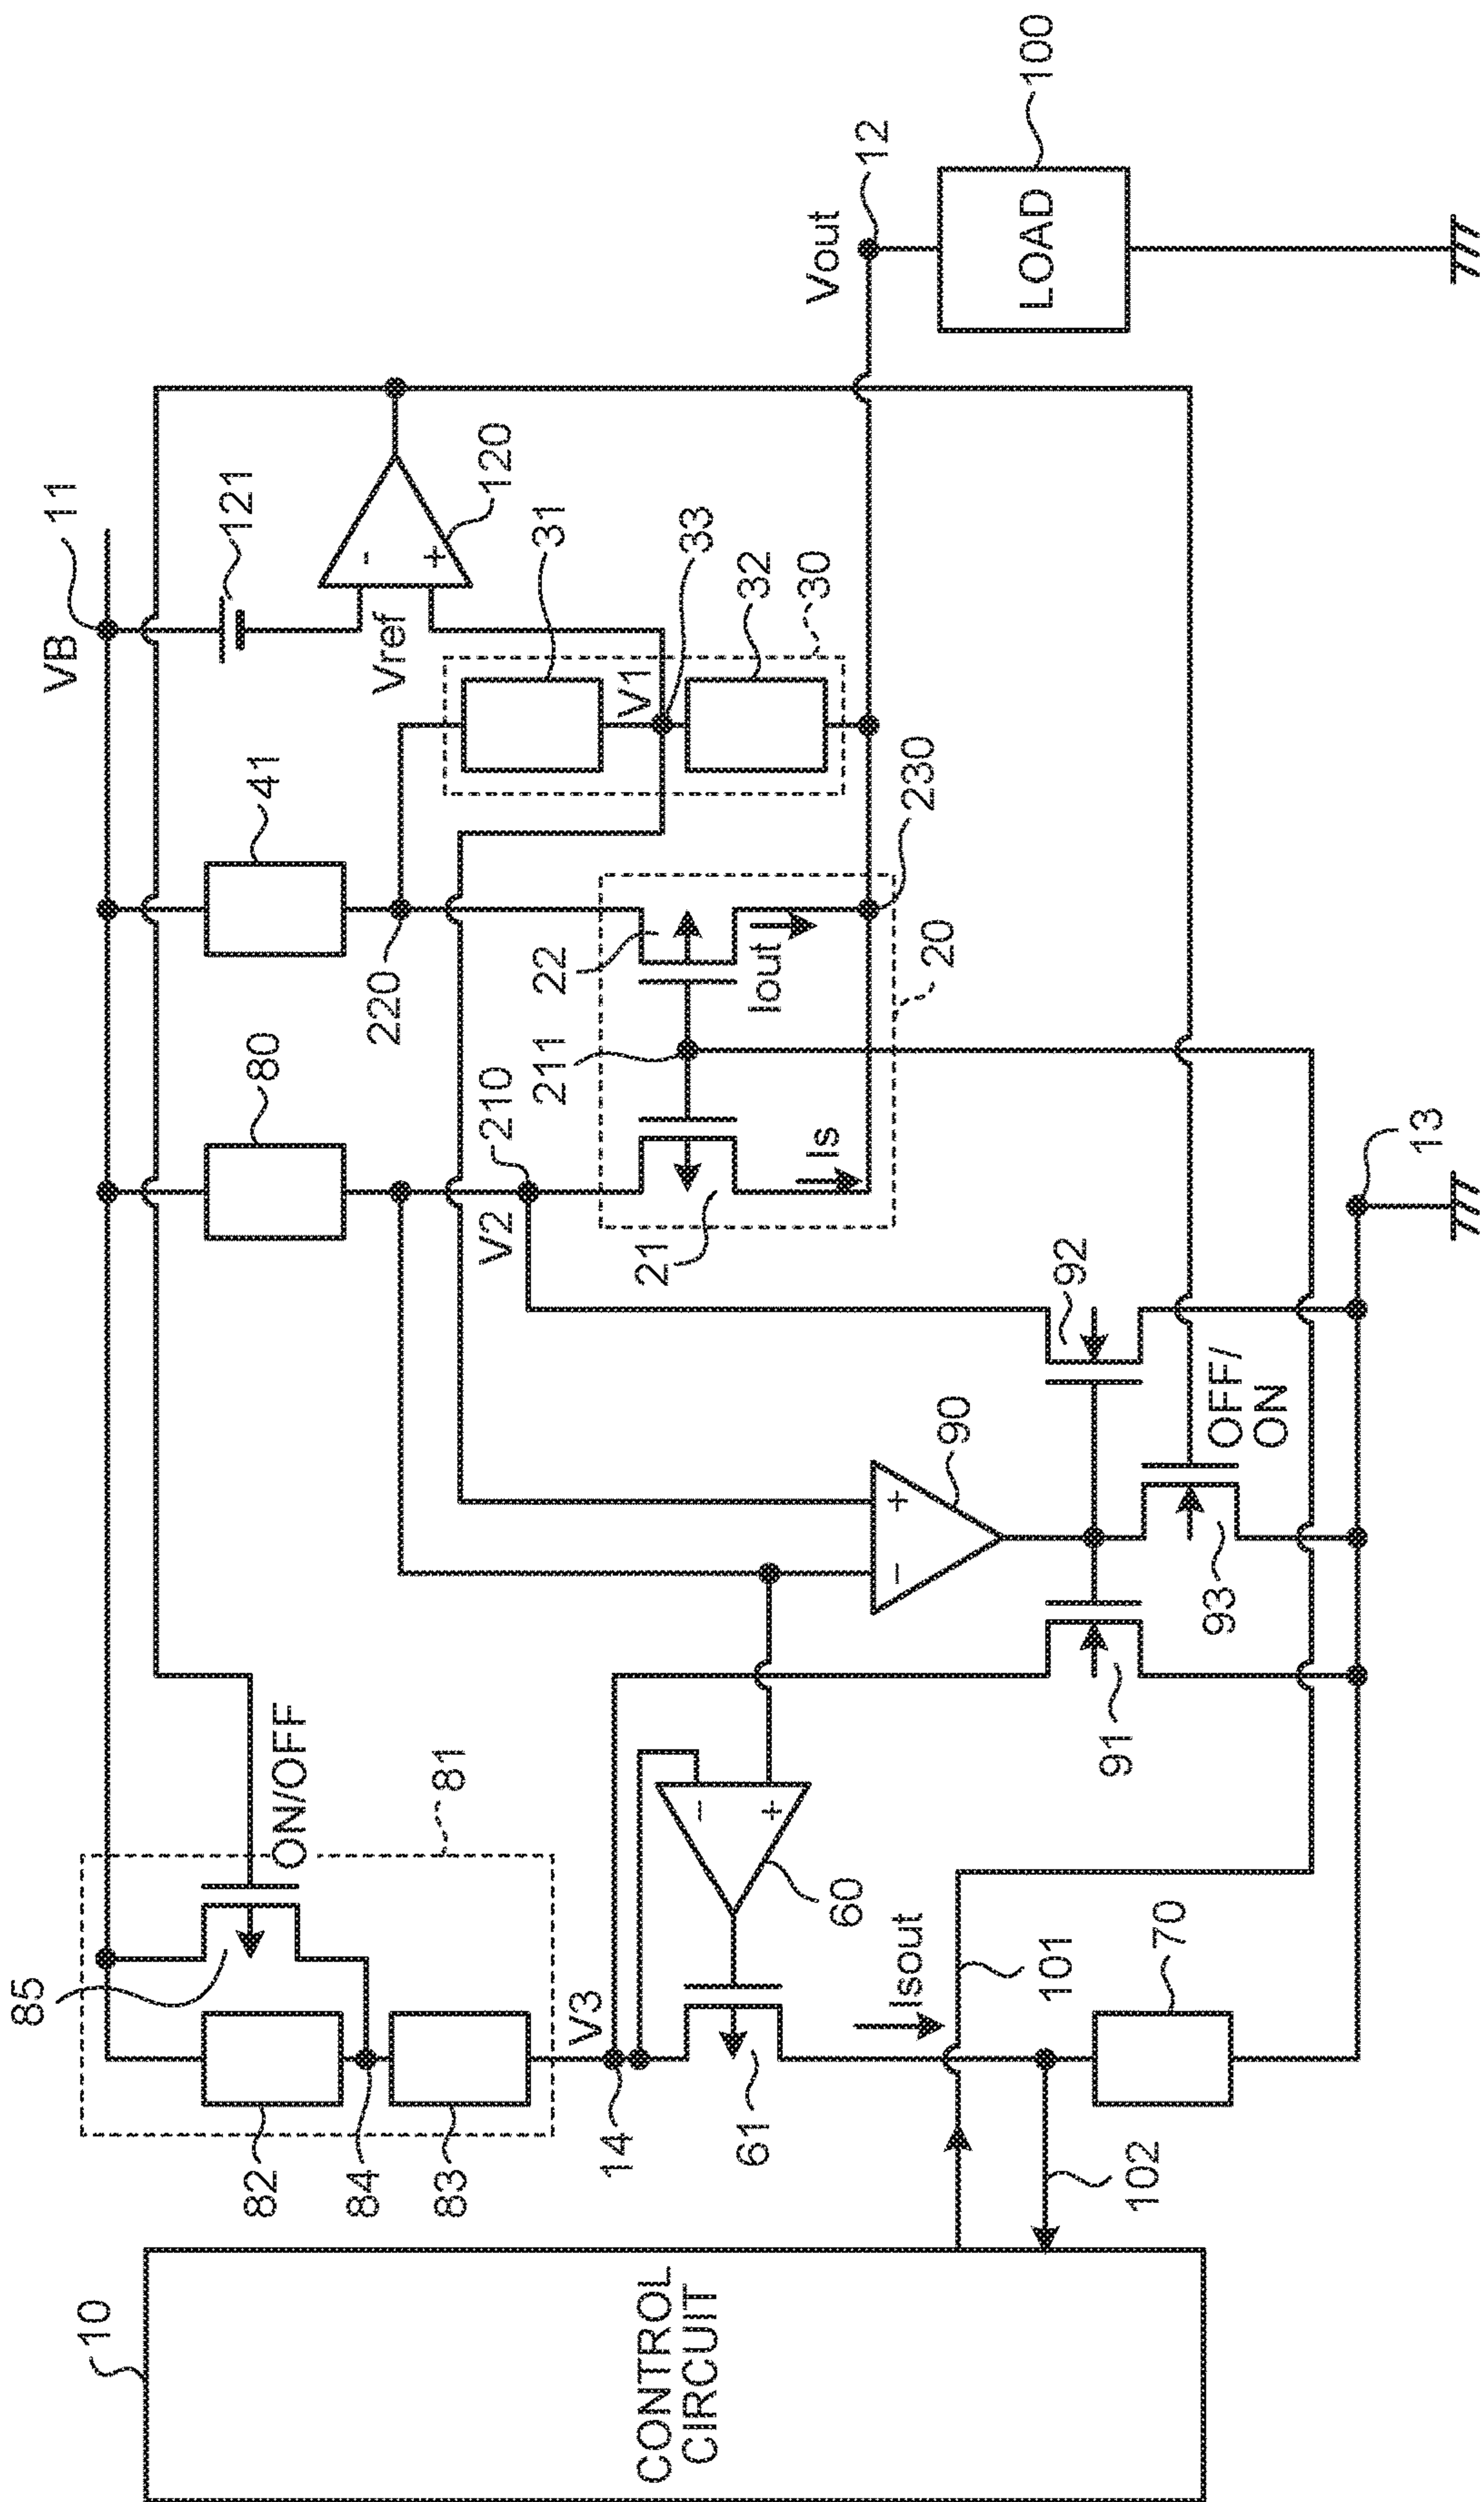 10
CONTROL
CIRCUIT
85
82
84
83
ON/OFF
81
V3
14
61
60
Isout
101
102
70
91
93
90
92
OFF/
ON
13
VB
11
121
80
41
220
V2
210
211
21
Is
22
Iout
20
230
Vref
-
+
120
31
V1
33
32
30
-
+
-
+
Vout
12
LOAD
100